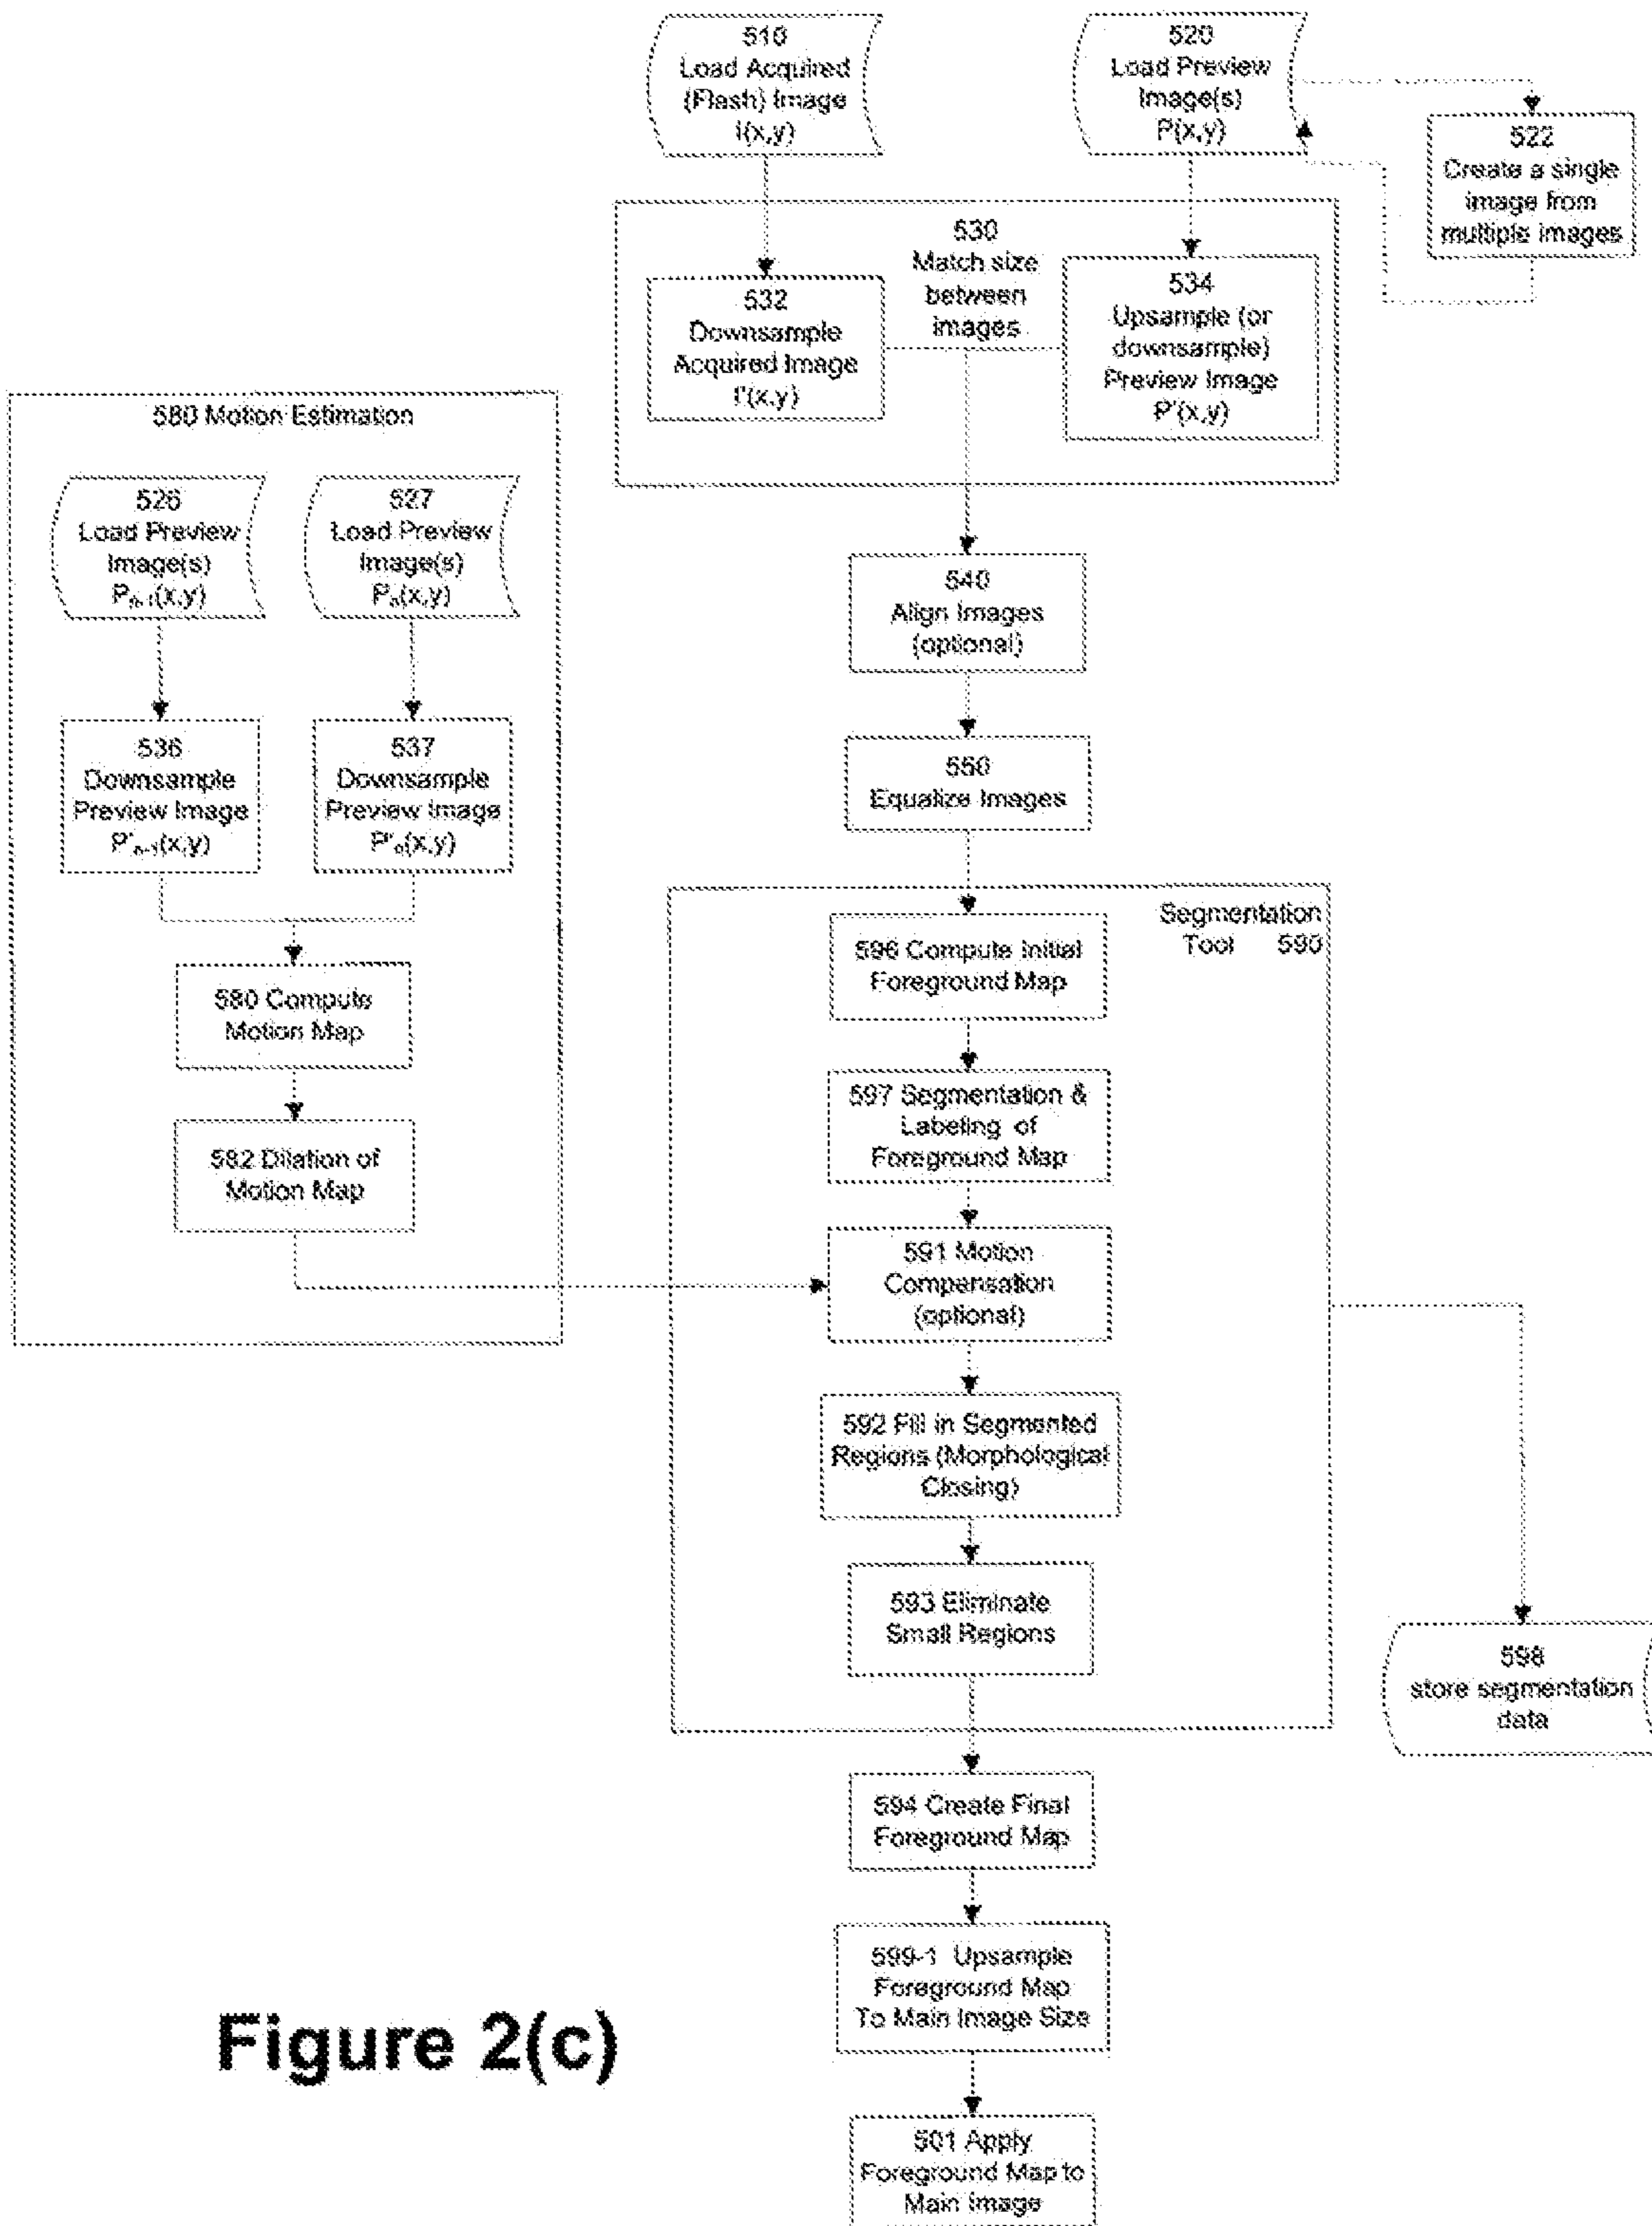 510
Load Acquired
(Flash) Image
I(x,y)
520
Load Preview
Image(s)
P(x,y)
522
Create a single
image from
multiple images
530
Match size
between
images
532
Downsample
Acquired Image
I'(x,y)
534
Upsample (or
downsample)
Preview Image
P'(x,y)
580 Motion Estimation
526
Load Preview
Image(s)
Pn-1(x,y)
527
Load Preview
Image(s)
Pn(x,y)
536
Downsample
Preview Image
P'n-1(x,y)
537
Downsample
Preview Image
P'n(x,y)
580 Compute
Motion Map
582 Dilation of
Motion Map
540
Align Images
(optional)
550
Equalize Images
Segmentation
Tool 590
596 Compute Initial
Foreground Map
597 Segmentation &
Labeling of
Foreground Map
591 Motion
Compensation
(optional)
592 Fill in Segmented
Regions (Morphological
Closing)
593 Eliminate
Small Regions
598
store segmentation
data
594 Create Final
Foreground Map
599-1 Upsample
Foreground Map
To Main Image Size
501 Apply
Foreground Map to
Main Image
Figure 2(c)